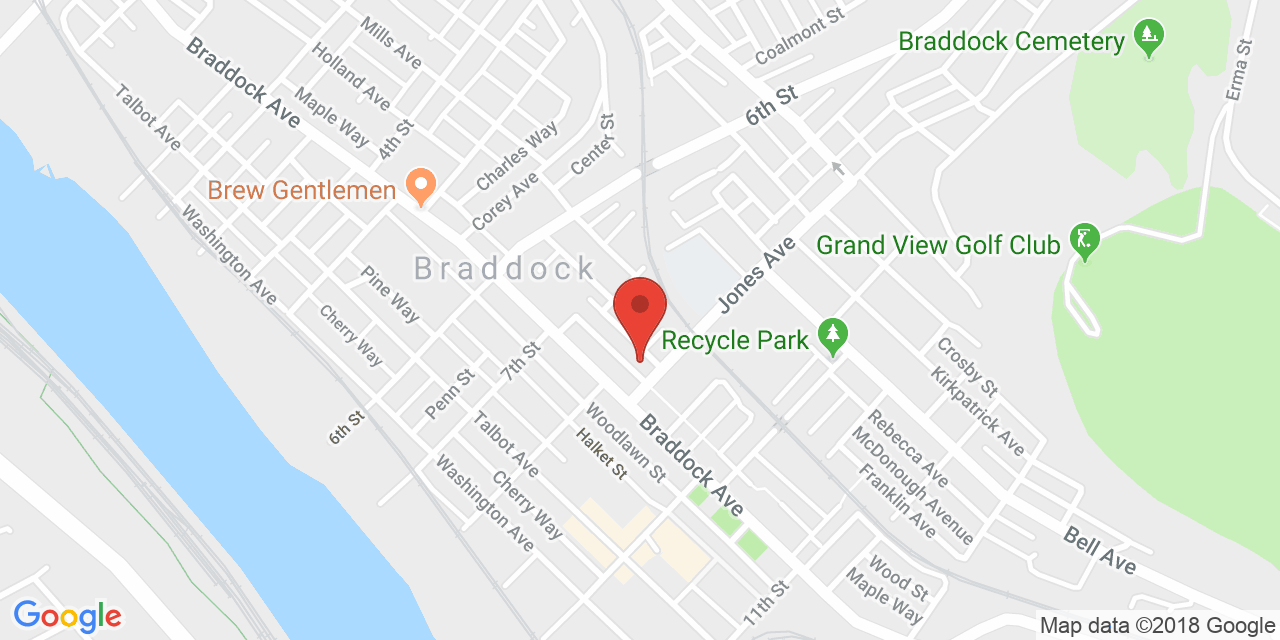 Mills Ave
Coalmont St
Braddock Cemetery
Braddock Ave
Holland Ave
Erma St
Talbot Ave
Maple Way
4th St
6th St
Charles Way
Center St
Brew Gentlemen
Corey Ave
Washington Ave
Braddock
Jones Ave
Grand View Golf Club
Pine Way
Cherry Way
Recycle Park
7th St
Crosby St
Kirkpatrick Ave
Penn St
6th St
Talbot Ave
Woodlawn St
Halket St
Braddock Ave
Rebecca Ave
McDonough Avenue
Franklin Ave
Washington Ave
Cherry Way
Bell Ave
Wood St
Maple Way
11th St
Google
Map data ©2018 Google